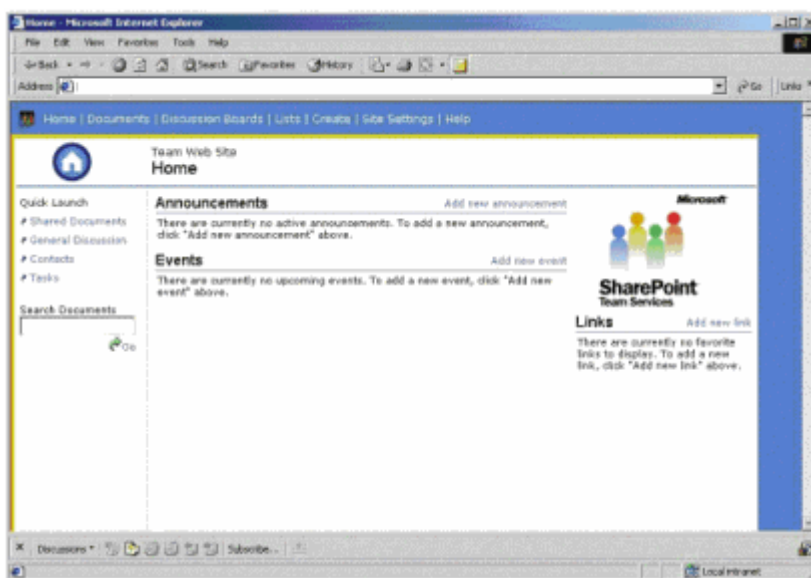 Home - Microsoft Internet Explorer
File Edit View Favorites Tools Help
Back Search Favorites History
Address Go Links
Home | Documents | Discussion Boards | Lists | Create | Site Settings | Help
Team Web Site
Home
Quick Launch
Shared Documents
General Discussion
Contacts
Tasks
Search Documents
Go
Announcements Add new announcement
There are currently no active announcements. To add a new announcement,
click "Add new announcement" above.
Events Add new event
There are currently no upcoming events. To add a new event, click "Add new
event" above.
Microsoft
SharePoint
Team Services
Links Add new link
There are currently no favorite
links to display. To add a new
link, click "Add new link" above.
Discussions Subscribe...
Local intranet